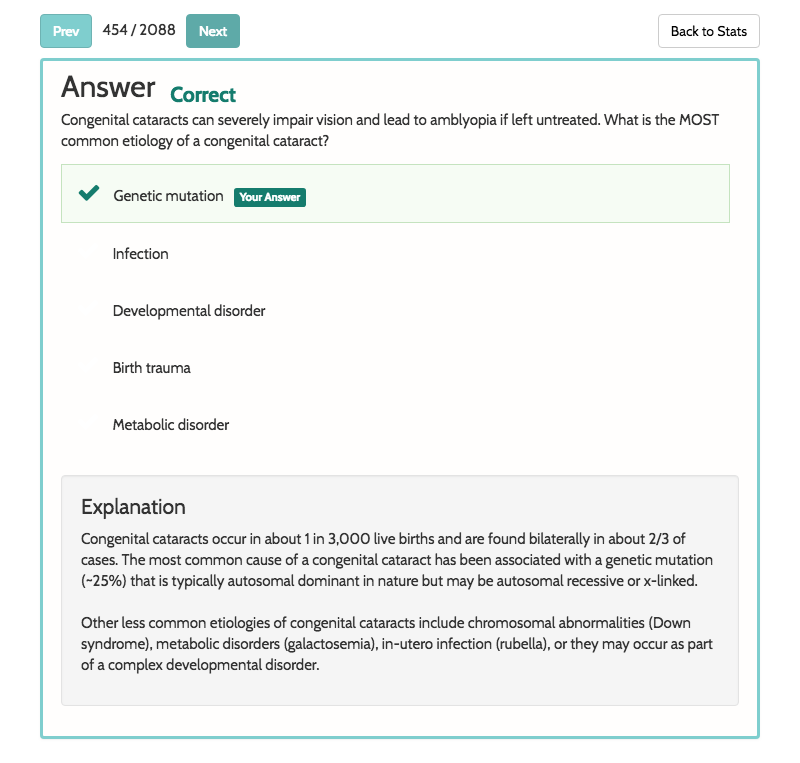 Prev 454 / 2088 Next Back to Stats
Answer Correct
Congenital cataracts can severely impair vision and lead to amblyopia if left untreated. What is the MOST
common etiology of a congenital cataract?
Genetic mutation Your Answer
Infection
Developmental disorder
Birth trauma
Metabolic disorder
Explanation
Congenital cataracts occur in about 1 in 3,000 live births and are found bilaterally in about 2/3 of
cases. The most common cause of a congenital cataract has been associated with a genetic mutation
(~25%) that is typically autosomal dominant in nature but may be autosomal recessive or x-linked.
Other less common etiologies of congenital cataracts include chromosomal abnormalities (Down
syndrome), metabolic disorders (galactosemia), in-utero infection (rubella), or they may occur as part
of a complex developmental disorder.